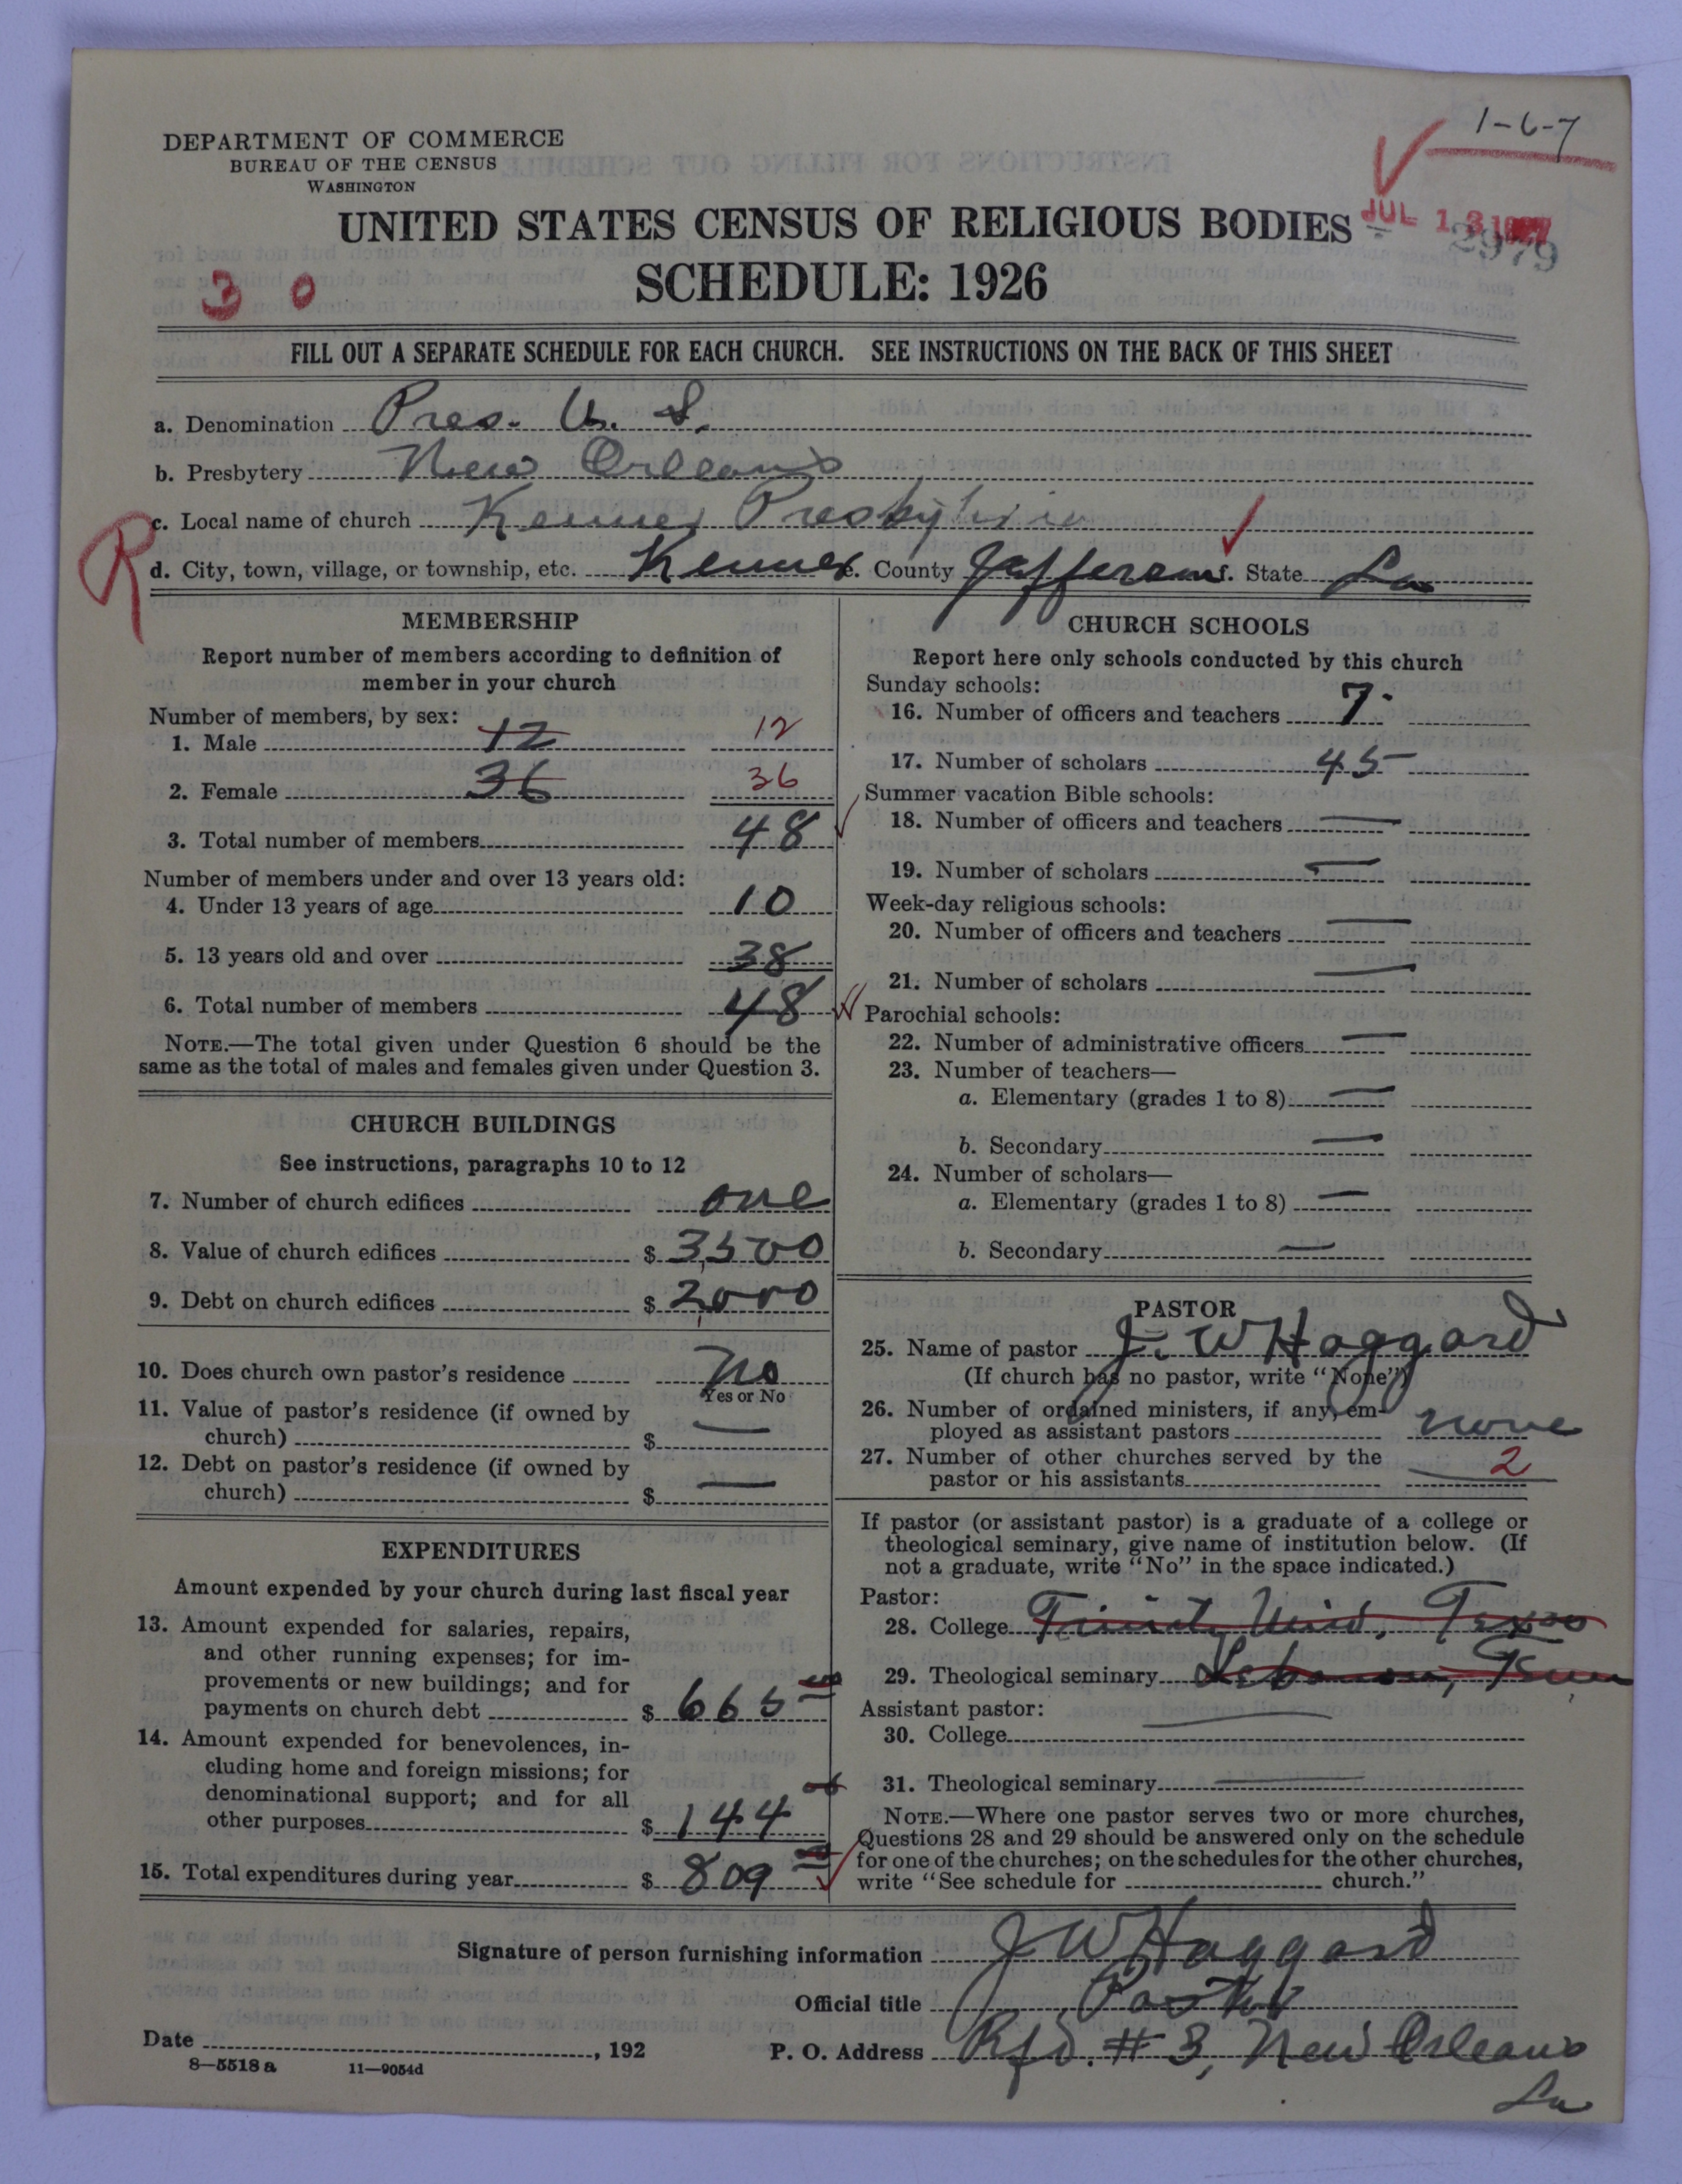 1-6-7
DEPARTMENT OF COMMERCE
BUREAU OF THE CENSUS
WASHINGTON
UNITED STATES CENSUS OF RELIGIOUS BODIES
JUL 13 1927
2979
SCHEDULE: 1926
3 0
FILL OUT A SEPARATE SCHEDULE FOR EACH CHURCH. SEE INSTRUCTIONS ON THE BACK OF THIS SHEET
a. Denomination Pres. U. S.
b. Presbytery New Orleans
c. Local name of church Kenner Presbyterian
R
d. City, town, village, or township, etc. Kenner e. County Jefferson f. State La
MEMBERSHIP
Report number of members according to definition of
member in your church
Number of members, by sex:
1. Male 12 12
2. Female 36 36
3. Total number of members 48
Number of members under and over 13 years old:
4. Under 13 years of age 10
5. 13 years old and over 38
6. Total number of members 48
NOTE.—The total given under Question 6 should be the
same as the total of males and females given under Question 3.
CHURCH BUILDINGS
See instructions, paragraphs 10 to 12
7. Number of church edifices one
8. Value of church edifices $ 3,500
9. Debt on church edifices $ 2,000
10. Does church own pastor's residence No
Yes or No
11. Value of pastor's residence (if owned by
church) $ —
12. Debt on pastor's residence (if owned by
church) $ —
EXPENDITURES
Amount expended by your church during last fiscal year
13. Amount expended for salaries, repairs,
and other running expenses; for im-
provements or new buildings; and for
payments on church debt $ 665 00
14. Amount expended for benevolences, in-
cluding home and foreign missions; for
denominational support; and for all
other purposes $ 144
15. Total expenditures during year $ 809
CHURCH SCHOOLS
Report here only schools conducted by this church
Sunday schools:
16. Number of officers and teachers 7
17. Number of scholars 45
Summer vacation Bible schools:
18. Number of officers and teachers —
19. Number of scholars —
Week-day religious schools:
20. Number of officers and teachers —
21. Number of scholars —
Parochial schools:
22. Number of administrative officers —
23. Number of teachers—
a. Elementary (grades 1 to 8) —
b. Secondary —
24. Number of scholars—
a. Elementary (grades 1 to 8) —
b. Secondary —
PASTOR
25. Name of pastor J. W Haggard
(If church has no pastor, write "None")
26. Number of ordained ministers, if any, em-
ployed as assistant pastors none
27. Number of other churches served by the
pastor or his assistants 2
If pastor (or assistant pastor) is a graduate of a college or
theological seminary, give name of institution below. (If
not a graduate, write "No" in the space indicated.)
Pastor:
28. College Trinity Univ. Texas
29. Theological seminary Lebanon, Tenn
Assistant pastor:
30. College
31. Theological seminary
NOTE.—Where one pastor serves two or more churches,
Questions 28 and 29 should be answered only on the schedule
for one of the churches; on the schedules for the other churches,
write "See schedule for church."
Signature of person furnishing information J W Haggard
Official title Pastor
Date , 192
P. O. Address Rfd. # 3, New Orleans
La
8—5518 a 11—9054d